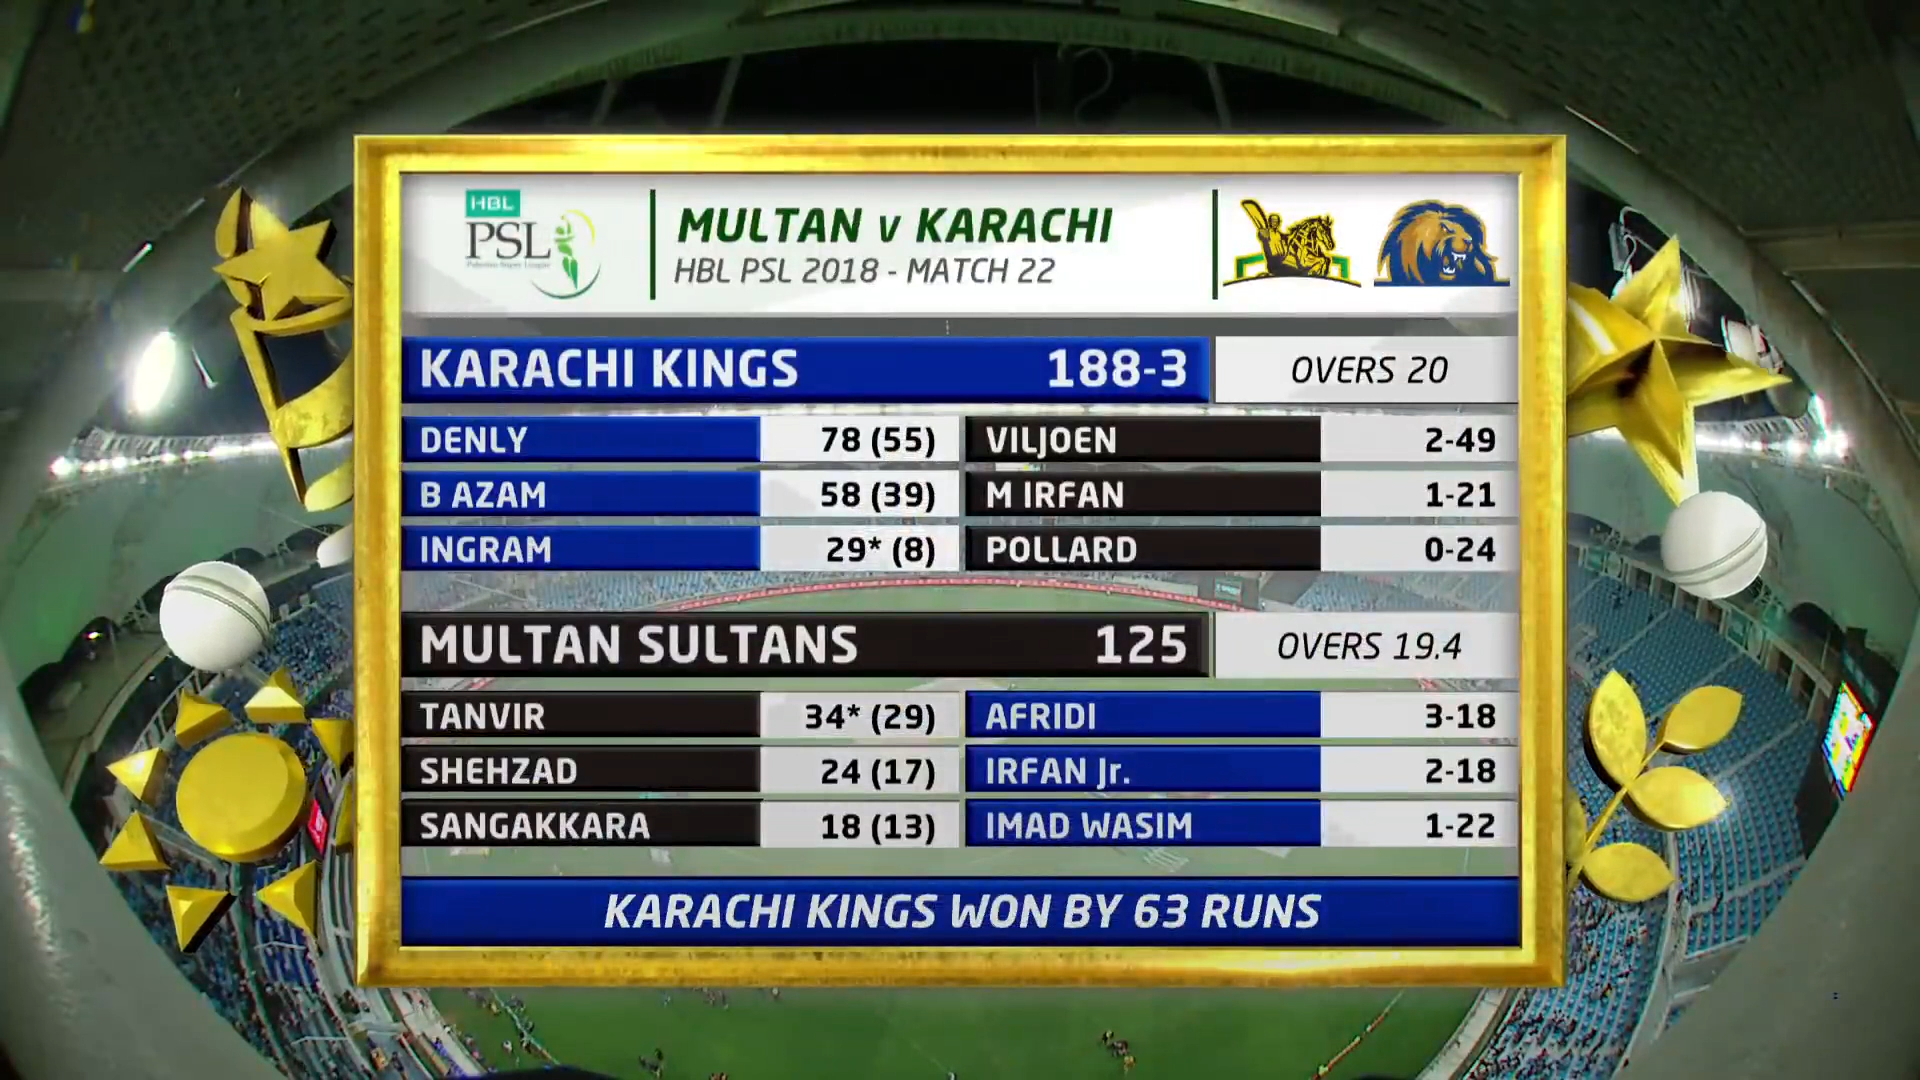 HBL
PSL
Pakistan Super League
MULTAN v KARACHI
HBL PSL 2018 - MATCH 22
KARACHI KINGS 188-3 OVERS 20
DENLY 78 (55) VILJOEN 2-49
B AZAM 58 (39) M IRFAN 1-21
INGRAM 29* (8) POLLARD 0-24
MULTAN SULTANS 125 OVERS 19.4
TANVIR 34* (29) AFRIDI 3-18
SHEHZAD 24 (17) IRFAN Jr. 2-18
SANGAKKARA 18 (13) IMAD WASIM 1-22
KARACHI KINGS WON BY 63 RUNS